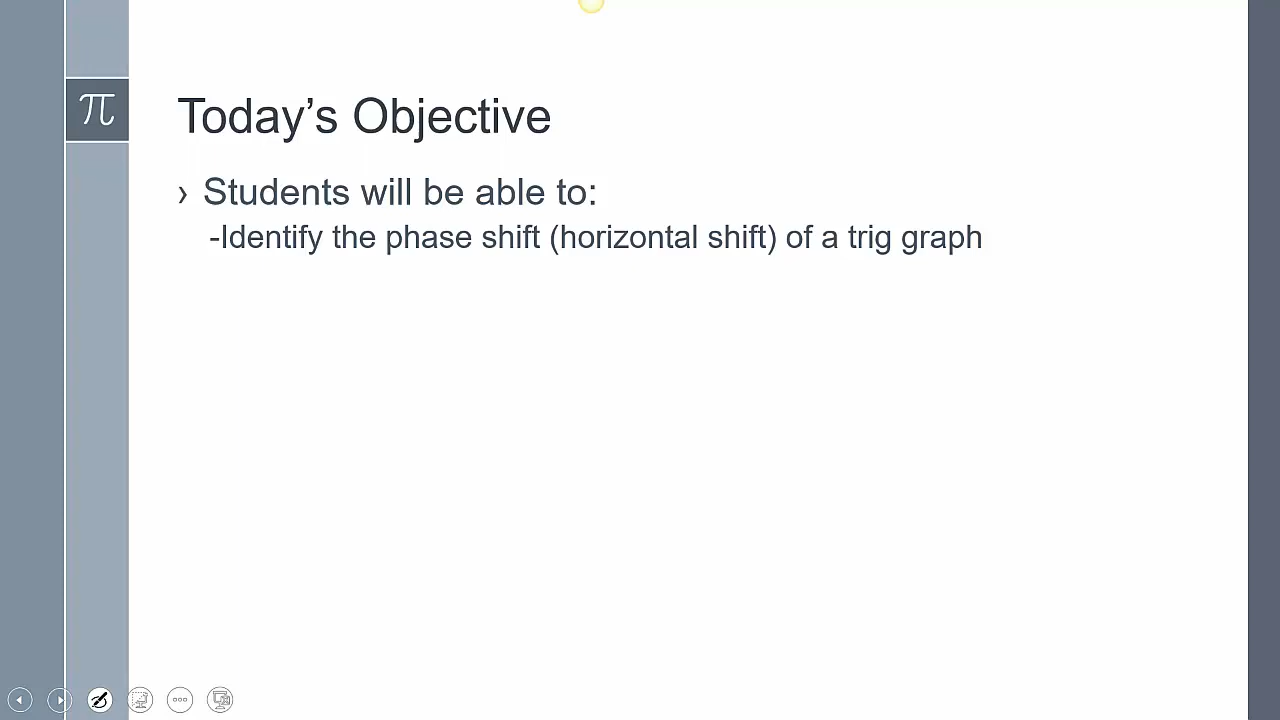 π
Today’s Objective
› Students will be able to:
-Identify the phase shift (horizontal shift) of a trig graph